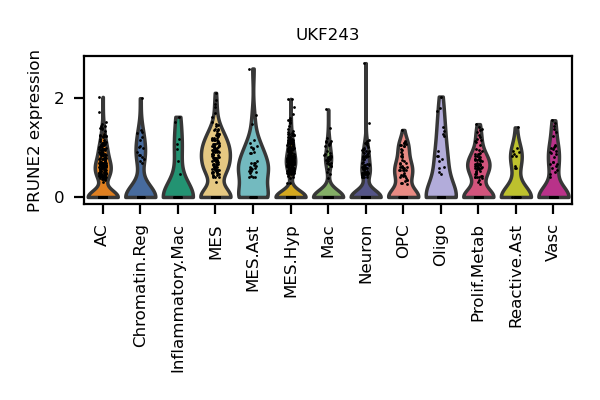 UKF243
PRUNE2 expression
2
0
AC
Chromatin.Reg
Inflammatory.Mac
MES
MES.Ast
MES.Hyp
Mac
Neuron
OPC
Oligo
Prolif.Metab
Reactive.Ast
Vasc